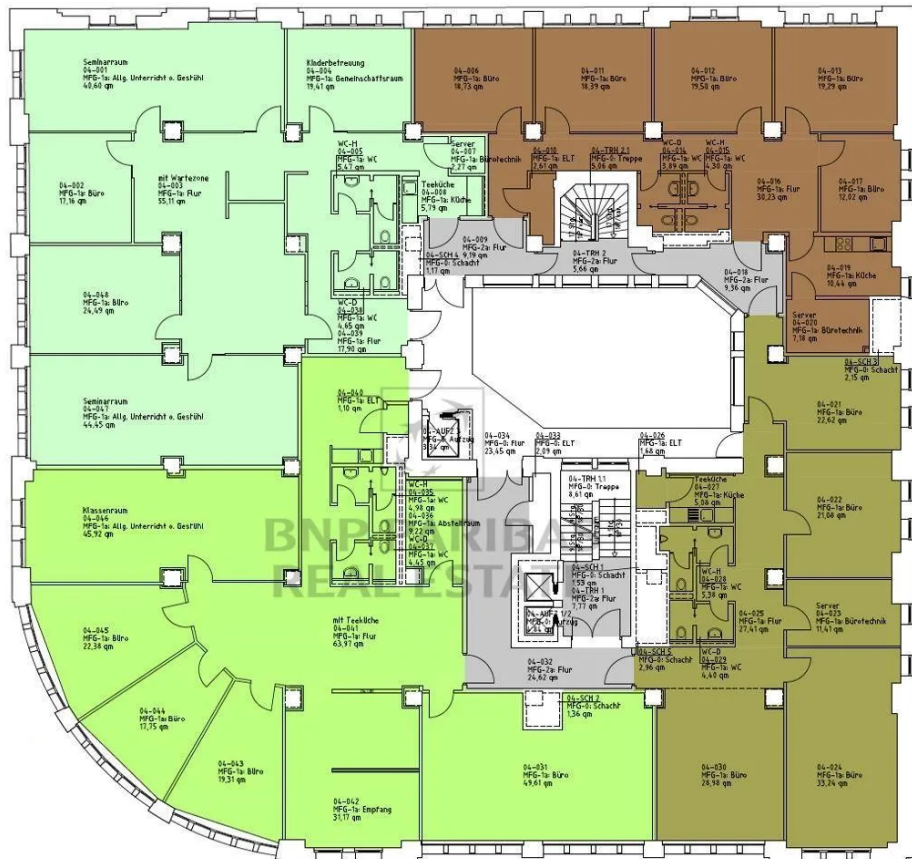 Seminarraum
04-001
MFG-1a: Allg. Unterricht o. Gestühl
40,60 qm
Kinderbetreuung
04-004
MFG-1a: Gemeinschaftsraum
19,41 qm
04-006
MFG-1a: Büro
18,73 qm
04-011
MFG-1a: Büro
18,39 qm
04-012
MFG-1a: Büro
19,50 qm
04-013
MFG-1a: Büro
19,29 qm
04-002
MFG-1a: Büro
17,16 qm
mit Wartezone
04-003
MFG-1a: Flur
55,11 qm
WC-H
04-005
MFG-1a: WC
5,47 qm
Server
04-007
MFG-1a: Bürotechnik
2,27 qm
Teeküche
04-008
MFG-1a: Küche
5,79 qm
04-010
MFG-1a: ELT
2,61 qm
04-TRH 2.1
MFG-0: Treppe
5,06 qm
WC-D
04-014
MFG-1a: WC
3,89 qm
WC-H
04-015
MFG-1a: WC
4,30 qm
04-016
MFG-1a: Flur
30,23 qm
04-017
MFG-1a: Büro
12,02 qm
04-009
MFG-2a: Flur
9,19 qm
04-SCH 4
MFG-0: Schacht
1,17 qm
04-TRH 2
MFG-2a: Flur
5,66 qm
04-018
MFG-2a: Flur
9,36 qm
04-019
MFG-1a: Küche
10,44 qm
04-048
MFG-1a: Büro
24,49 qm
WC-D
04-038
MFG-1a: WC
4,65 qm
04-039
MFG-1a: Flur
17,90 qm
Server
04-020
MFG-1a: Bürotechnik
7,18 qm
04-SCH 3
MFG-0: Schacht
2,15 qm
Seminarraum
04-047
MFG-1a: Allg. Unterricht o. Gestühl
44,45 qm
04-040
MFG-1a: ELT
1,10 qm
04-021
MFG-1a: Büro
22,62 qm
04-034
MFG-0: Flur
23,45 qm
04-033
MFG-0: ELT
2,09 qm
04-026
MFG-1a: ELT
1,68 qm
Klassenraum
04-046
MFG-1a: Allg. Unterricht o. Gestühl
45,92 qm
WC-H
04-035
MFG-1a: WC
4,98 qm
04-036
MFG-1a: Abstellraum
9,22 qm
WC-D
04-037
MFG-1a: WC
4,45 qm
04-TRH 1.1
MFG-0: Treppe
8,61 qm
Teeküche
04-027
MFG-1a: Küche
5,08 qm
04-022
MFG-1a: Büro
BNP PARIBAS
REAL ESTATE
04-SCH 1
MFG-0: Schacht
1,53 qm
04-TRH 1
MFG-2a: Flur
7,77 qm
WC-H
04-028
MFG-1a: WC
5,38 qm
04-025
MFG-1a: Flur
27,41 qm
Server
04-023
MFG-1a: Bürotechnik
11,41 qm
04-045
MFG-1a: Büro
22,38 qm
mit Teeküche
04-041
MFG-1a: Flur
63,97 qm
04-032
MFG-2a: Flur
24,62 qm
04-SCH 5
MFG-0: Schacht
2,96 qm
WC-D
04-029
MFG-1a: WC
4,40 qm
04-044
MFG-1a: Büro
17,75 qm
04-SCH 2
MFG-0: Schacht
1,36 qm
04-043
MFG-1a: Büro
19,31 qm
04-042
MFG-1a: Empfang
31,17 qm
04-031
MFG-1a: Büro
49,61 qm
04-030
MFG-1a: Büro
04-024
MFG-1a: Büro
33,24 qm